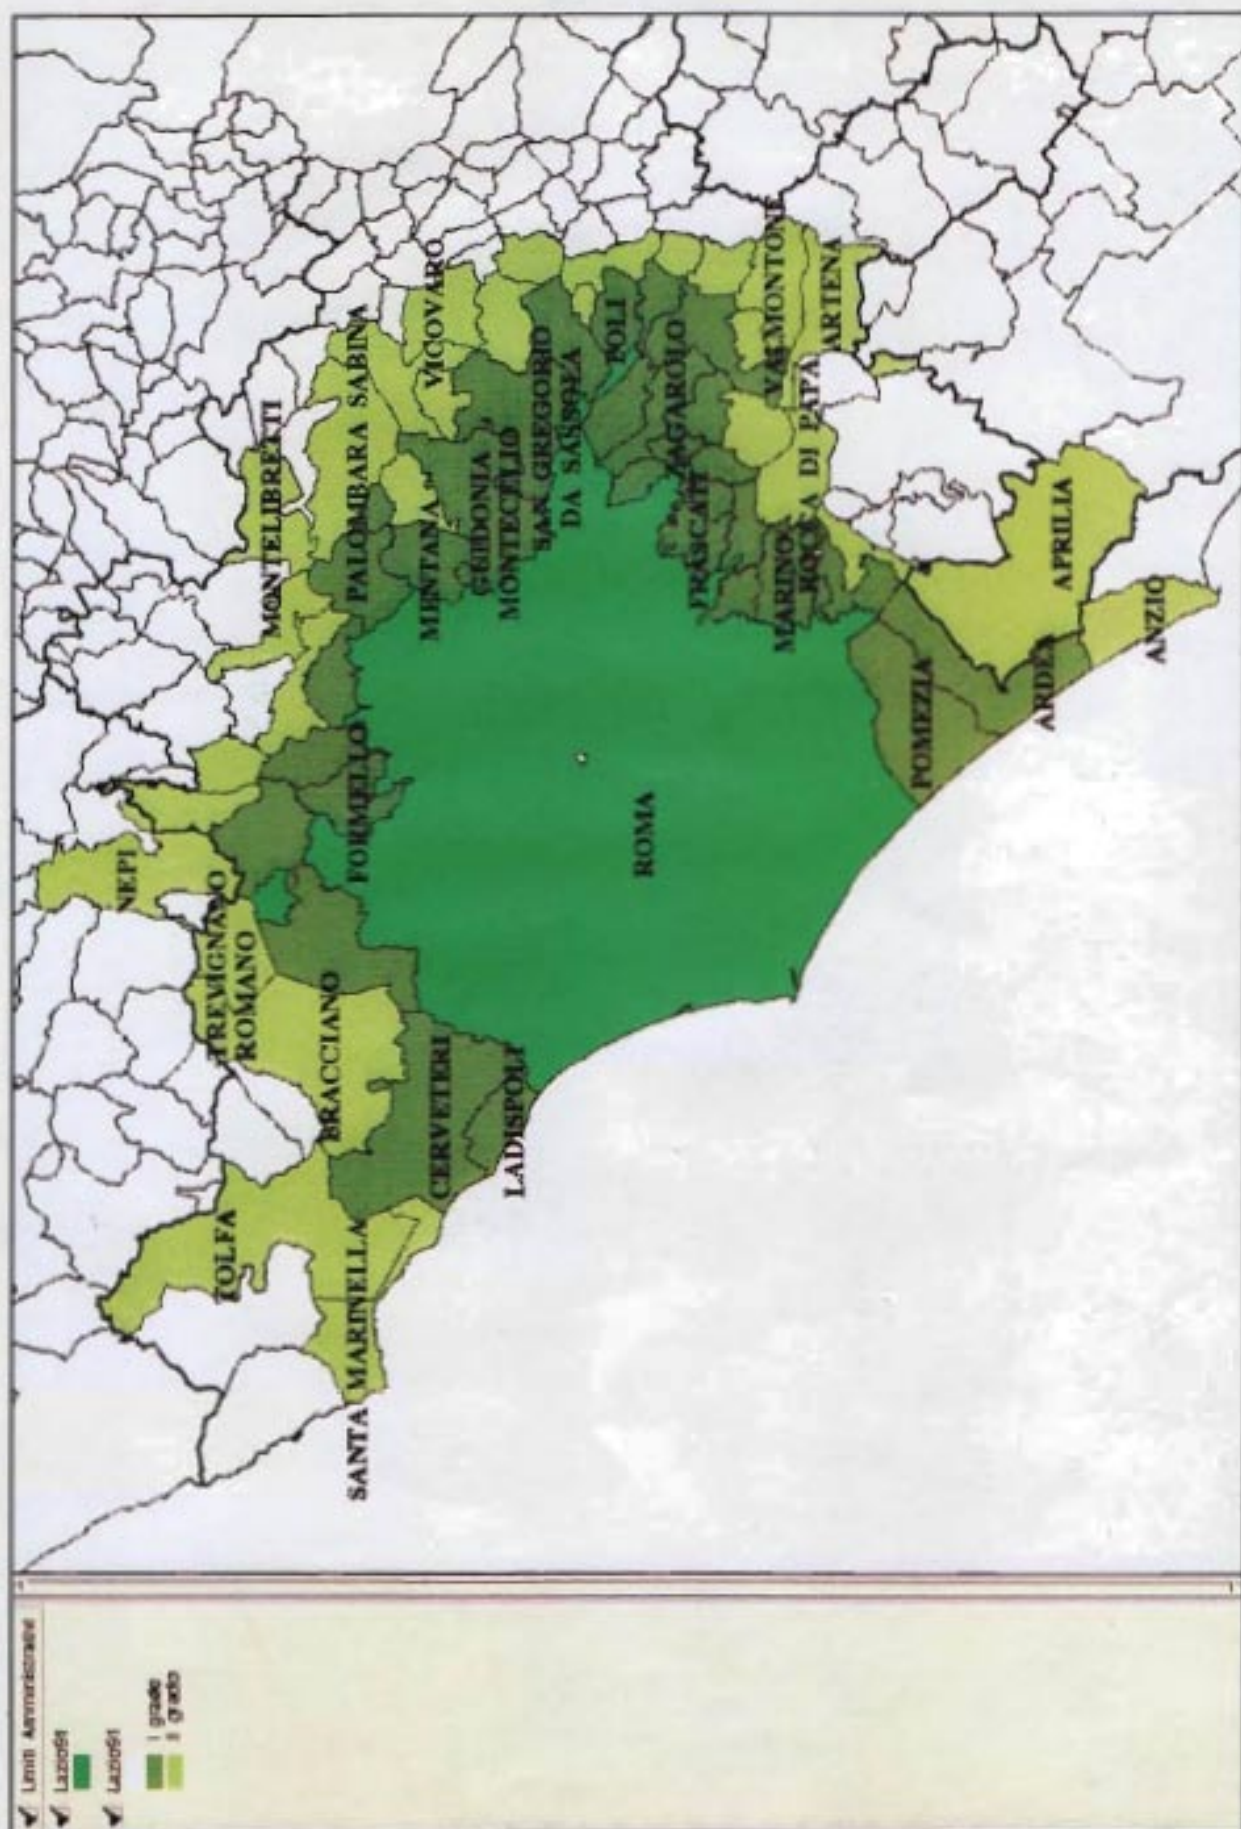 Limiti Amministrativi
Lazio91
Lazio91
I grado
II grado
NEPI
TOLFA
TREVIGNANO
ROMANO
MONTELIBRETTI
BRACCIANO
SANTA MARINELLA
FORMELLO
PALOMBARA SABINA
CERVETERI
MENTANA
VICOVARO
GUIDONIA
MONTECELIO
LADISPOLI
SAN GREGORIO
DA SASSOLA
POLI
ROMA
ZAGAROLO
FRASCATI
MARINO
VALMONTONE
ROCCA DI PAPA
ARTENA
POMEZIA
ARDEA
APRILIA
ANZIO